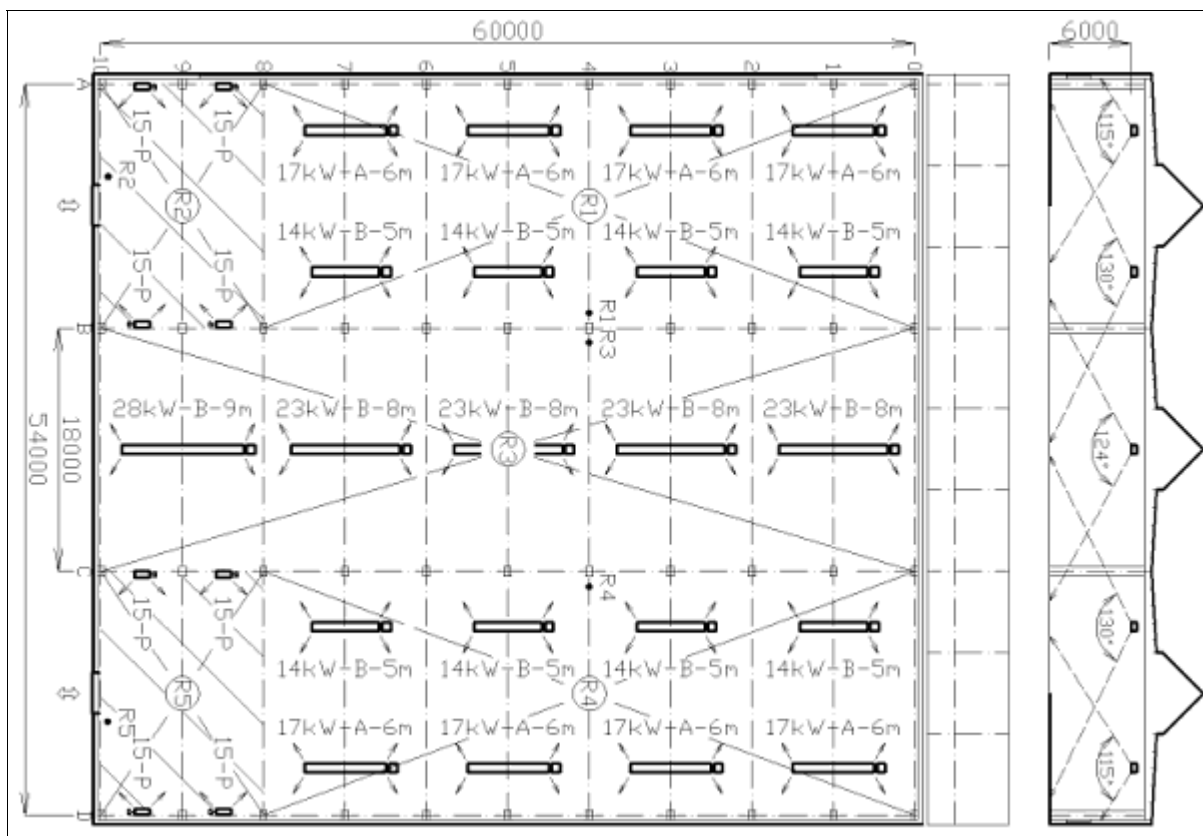 60000
6000
10 9 8 7 6 5 4 3 2 1 0
A
15-P 15-P
115°
17kW-A-6m 17kW-A-6m 17kW-A-6m 17kW-A-6m
R2
R2 R1
14kW-B-5m 14kW-B-5m 14kW-B-5m 14kW-B-5m
15-P 15-P
130°
R1
B
R3
28kW-B-9m 23kW-B-8m 23kW-B-8m 23kW-B-8m 23kW-B-8m
54000
18000
R3
124°
C
R4
15-P 15-P
130°
14kW-B-5m 14kW-B-5m 14kW-B-5m 14kW-B-5m
R5 R4
R5
17kW-A-6m 17kW-A-6m 17kW-A-6m 17kW-A-6m
15-P 15-P
115°
D